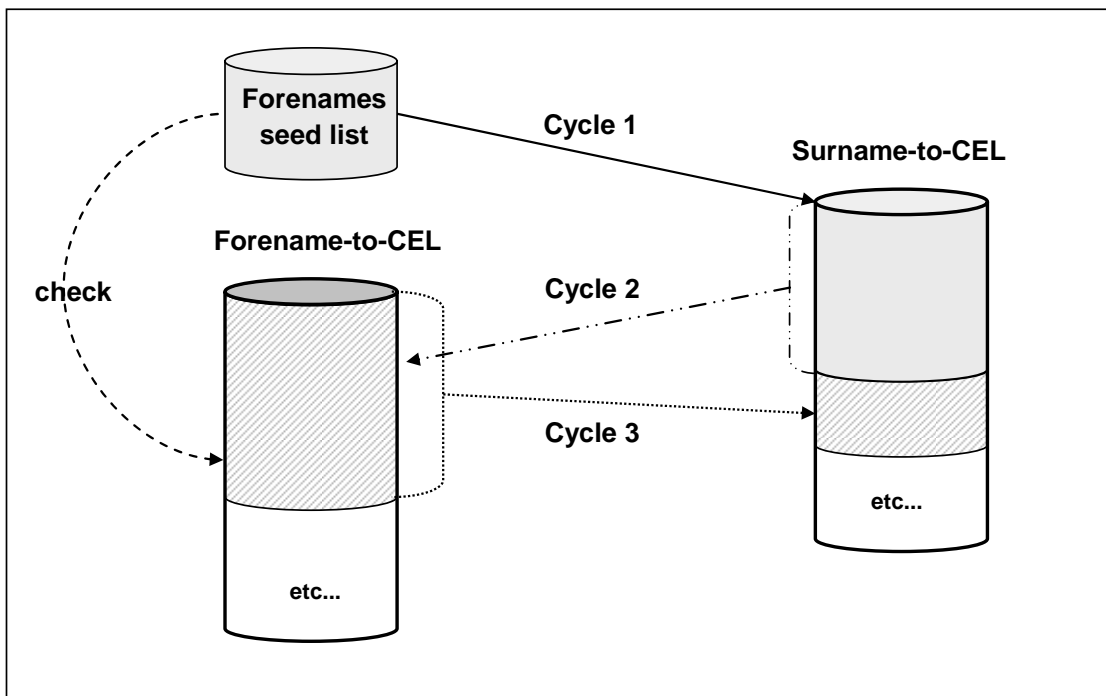 Forenames
seed list
Cycle 1
Surname-to-CEL
Forename-to-CEL
check
Cycle 2
Cycle 3
etc...
etc...